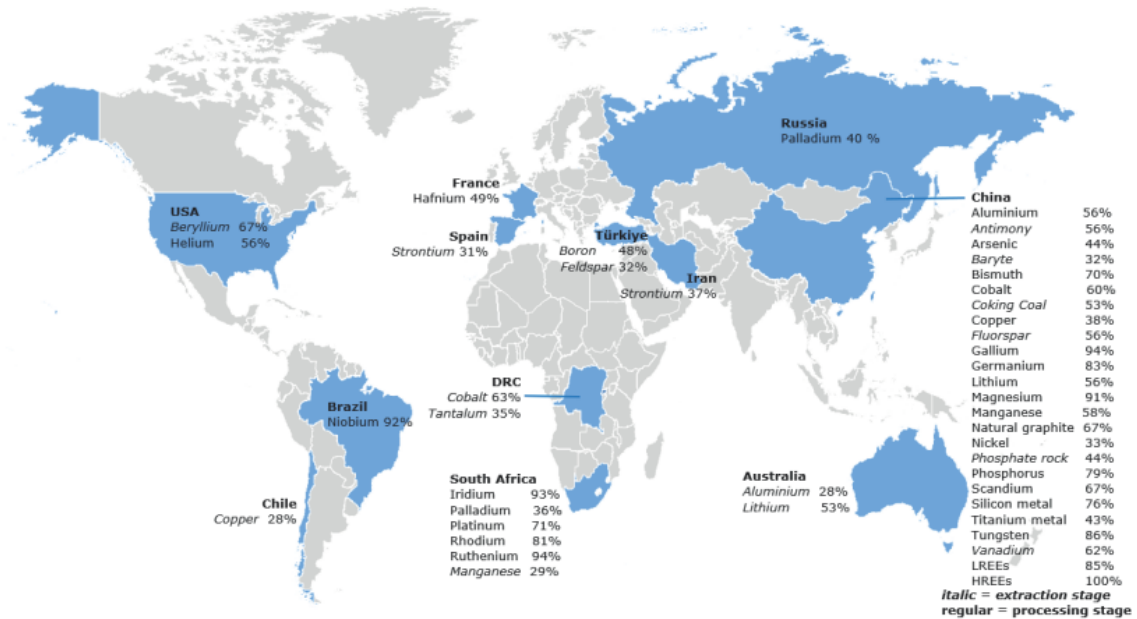 Russia
Palladium 40 %
France
Hafnium 49%
China
Aluminium 56%
Antimony 56%
Arsenic 44%
Baryte 32%
Bismuth 70%
Cobalt 60%
Coking Coal 53%
Copper 38%
Fluorspar 56%
Gallium 94%
Germanium 83%
Lithium 56%
Magnesium 91%
Manganese 58%
Natural graphite 67%
Nickel 33%
Phosphate rock 44%
Phosphorus 79%
Scandium 67%
Silicon metal 76%
Titanium metal 43%
Tungsten 86%
Vanadium 62%
LREEs 85%
HREEs 100%
USA
Beryllium 67%
Helium 56%
Spain
Strontium 31%
Türkiye
Boron 48%
Feldspar 32%
Iran
Strontium 37%
DRC
Cobalt 63%
Tantalum 35%
Brazil
Niobium 92%
South Africa
Iridium 93%
Palladium 36%
Platinum 71%
Rhodium 81%
Ruthenium 94%
Manganese 29%
Australia
Aluminium 28%
Lithium 53%
Chile
Copper 28%
italic = extraction stage
regular = processing stage